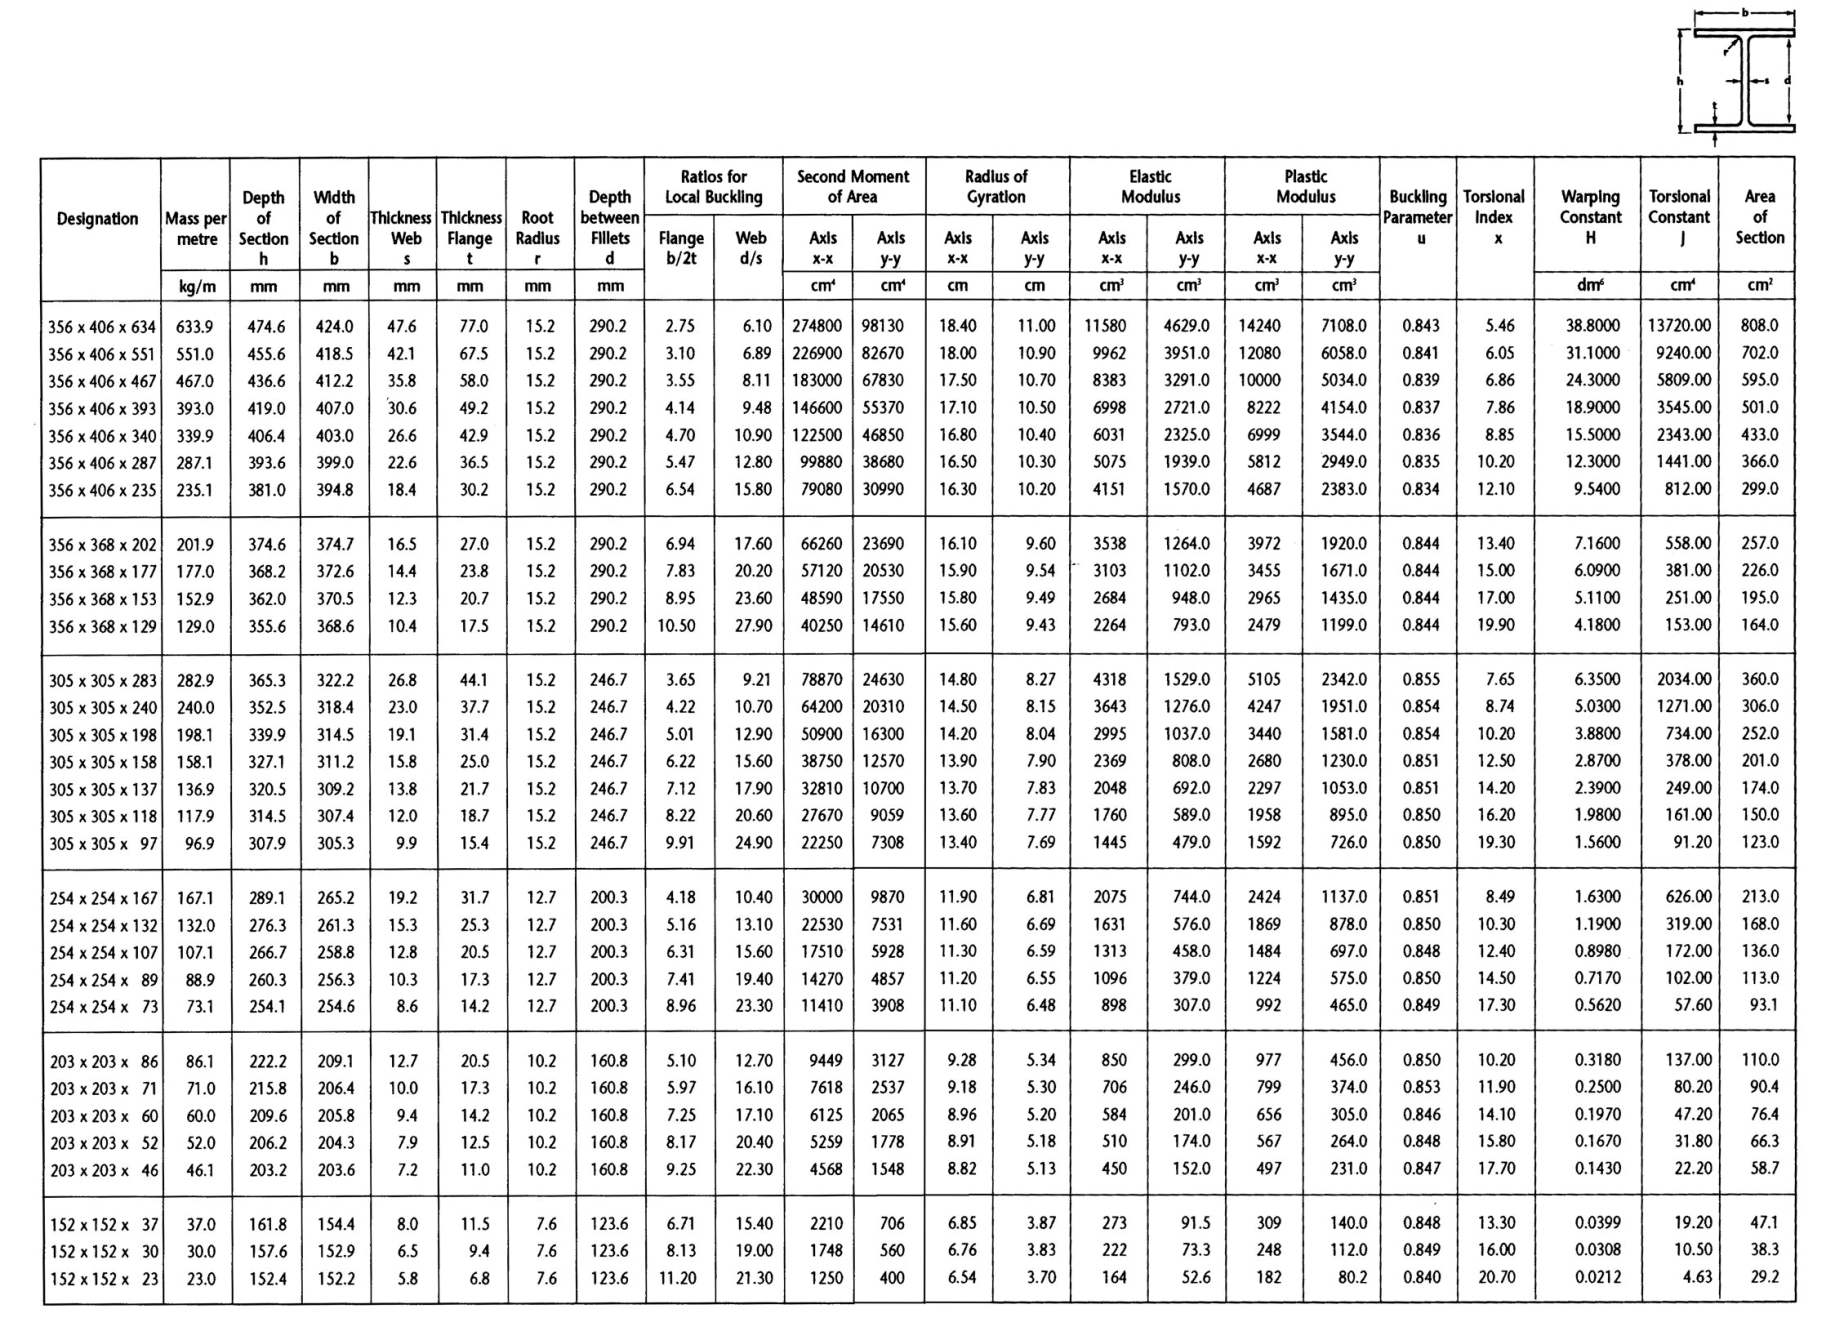 b
h
r
s
d
t
Ratios for Second Moment Radius of Elastic Plastic
Depth Width Depth Local Buckling of Area Gyration Modulus Modulus Buckling Torsional Warping Torsional Area
Designation Mass per of of Thickness Thickness Root between Parameter Index Constant Constant of
metre Section Section Web Flange Radius Fillets Flange Web Axis Axis Axis Axis Axis Axis Axis Axis u x H J Section
h b s t r d b/2t d/s x-x y-y x-x y-y x-x y-y x-x y-y
kg/m mm mm mm mm mm mm cm⁴ cm⁴ cm cm cm³ cm³ cm³ cm³ dm⁶ cm⁴ cm²
356 x 406 x 634 633.9 474.6 424.0 47.6 77.0 15.2 290.2 2.75 6.10 274800 98130 18.40 11.00 11580 4629.0 14240 7108.0 0.843 5.46 38.8000 13720.00 808.0
356 x 406 x 551 551.0 455.6 418.5 42.1 67.5 15.2 290.2 3.10 6.89 226900 82670 18.00 10.90 9962 3951.0 12080 6058.0 0.841 6.05 31.1000 9240.00 702.0
356 x 406 x 467 467.0 436.6 412.2 35.8 58.0 15.2 290.2 3.55 8.11 183000 67830 17.50 10.70 8383 3291.0 10000 5034.0 0.839 6.86 24.3000 5809.00 595.0
356 x 406 x 393 393.0 419.0 407.0 30.6 49.2 15.2 290.2 4.14 9.48 146600 55370 17.10 10.50 6998 2721.0 8222 4154.0 0.837 7.86 18.9000 3545.00 501.0
356 x 406 x 340 339.9 406.4 403.0 26.6 42.9 15.2 290.2 4.70 10.90 122500 46850 16.80 10.40 6031 2325.0 6999 3544.0 0.836 8.85 15.5000 2343.00 433.0
356 x 406 x 287 287.1 393.6 399.0 22.6 36.5 15.2 290.2 5.47 12.80 99880 38680 16.50 10.30 5075 1939.0 5812 2949.0 0.835 10.20 12.3000 1441.00 366.0
356 x 406 x 235 235.1 381.0 394.8 18.4 30.2 15.2 290.2 6.54 15.80 79080 30990 16.30 10.20 4151 1570.0 4687 2383.0 0.834 12.10 9.5400 812.00 299.0
356 x 368 x 202 201.9 374.6 374.7 16.5 27.0 15.2 290.2 6.94 17.60 66260 23690 16.10 9.60 3538 1264.0 3972 1920.0 0.844 13.40 7.1600 558.00 257.0
356 x 368 x 177 177.0 368.2 372.6 14.4 23.8 15.2 290.2 7.83 20.20 57120 20530 15.90 9.54 3103 1102.0 3455 1671.0 0.844 15.00 6.0900 381.00 226.0
356 x 368 x 153 152.9 362.0 370.5 12.3 20.7 15.2 290.2 8.95 23.60 48590 17550 15.80 9.49 2684 948.0 2965 1435.0 0.844 17.00 5.1100 251.00 195.0
356 x 368 x 129 129.0 355.6 368.6 10.4 17.5 15.2 290.2 10.50 27.90 40250 14610 15.60 9.43 2264 793.0 2479 1199.0 0.844 19.90 4.1800 153.00 164.0
305 x 305 x 283 282.9 365.3 322.2 26.8 44.1 15.2 246.7 3.65 9.21 78870 24630 14.80 8.27 4318 1529.0 5105 2342.0 0.855 7.65 6.3500 2034.00 360.0
305 x 305 x 240 240.0 352.5 318.4 23.0 37.7 15.2 246.7 4.22 10.70 64200 20310 14.50 8.15 3643 1276.0 4247 1951.0 0.854 8.74 5.0300 1271.00 306.0
305 x 305 x 198 198.1 339.9 314.5 19.1 31.4 15.2 246.7 5.01 12.90 50900 16300 14.20 8.04 2995 1037.0 3440 1581.0 0.854 10.20 3.8800 734.00 252.0
305 x 305 x 158 158.1 327.1 311.2 15.8 25.0 15.2 246.7 6.22 15.60 38750 12570 13.90 7.90 2369 808.0 2680 1230.0 0.851 12.50 2.8700 378.00 201.0
305 x 305 x 137 136.9 320.5 309.2 13.8 21.7 15.2 246.7 7.12 17.90 32810 10700 13.70 7.83 2048 692.0 2297 1053.0 0.851 14.20 2.3900 249.00 174.0
305 x 305 x 118 117.9 314.5 307.4 12.0 18.7 15.2 246.7 8.22 20.60 27670 9059 13.60 7.77 1760 589.0 1958 895.0 0.850 16.20 1.9800 161.00 150.0
305 x 305 x 97 96.9 307.9 305.3 9.9 15.4 15.2 246.7 9.91 24.90 22250 7308 13.40 7.69 1445 479.0 1592 726.0 0.850 19.30 1.5600 91.20 123.0
254 x 254 x 167 167.1 289.1 265.2 19.2 31.7 12.7 200.3 4.18 10.40 30000 9870 11.90 6.81 2075 744.0 2424 1137.0 0.851 8.49 1.6300 626.00 213.0
254 x 254 x 132 132.0 276.3 261.3 15.3 25.3 12.7 200.3 5.16 13.10 22530 7531 11.60 6.69 1631 576.0 1869 878.0 0.850 10.30 1.1900 319.00 168.0
254 x 254 x 107 107.1 266.7 258.8 12.8 20.5 12.7 200.3 6.31 15.60 17510 5928 11.30 6.59 1313 458.0 1484 697.0 0.848 12.40 0.8980 172.00 136.0
254 x 254 x 89 88.9 260.3 256.3 10.3 17.3 12.7 200.3 7.41 19.40 14270 4857 11.20 6.55 1096 379.0 1224 575.0 0.850 14.50 0.7170 102.00 113.0
254 x 254 x 73 73.1 254.1 254.6 8.6 14.2 12.7 200.3 8.96 23.30 11410 3908 11.10 6.48 898 307.0 992 465.0 0.849 17.30 0.5620 57.60 93.1
203 x 203 x 86 86.1 222.2 209.1 12.7 20.5 10.2 160.8 5.10 12.70 9449 3127 9.28 5.34 850 299.0 977 456.0 0.850 10.20 0.3180 137.00 110.0
203 x 203 x 71 71.0 215.8 206.4 10.0 17.3 10.2 160.8 5.97 16.10 7618 2537 9.18 5.30 706 246.0 799 374.0 0.853 11.90 0.2500 80.20 90.4
203 x 203 x 60 60.0 209.6 205.8 9.4 14.2 10.2 160.8 7.25 17.10 6125 2065 8.96 5.20 584 201.0 656 305.0 0.846 14.10 0.1970 47.20 76.4
203 x 203 x 52 52.0 206.2 204.3 7.9 12.5 10.2 160.8 8.17 20.40 5259 1778 8.91 5.18 510 174.0 567 264.0 0.848 15.80 0.1670 31.80 66.3
203 x 203 x 46 46.1 203.2 203.6 7.2 11.0 10.2 160.8 9.25 22.30 4568 1548 8.82 5.13 450 152.0 497 231.0 0.847 17.70 0.1430 22.20 58.7
152 x 152 x 37 37.0 161.8 154.4 8.0 11.5 7.6 123.6 6.71 15.40 2210 706 6.85 3.87 273 91.5 309 140.0 0.848 13.30 0.0399 19.20 47.1
152 x 152 x 30 30.0 157.6 152.9 6.5 9.4 7.6 123.6 8.13 19.00 1748 560 6.76 3.83 222 73.3 248 112.0 0.849 16.00 0.0308 10.50 38.3
152 x 152 x 23 23.0 152.4 152.2 5.8 6.8 7.6 123.6 11.20 21.30 1250 400 6.54 3.70 164 52.6 182 80.2 0.840 20.70 0.0212 4.63 29.2